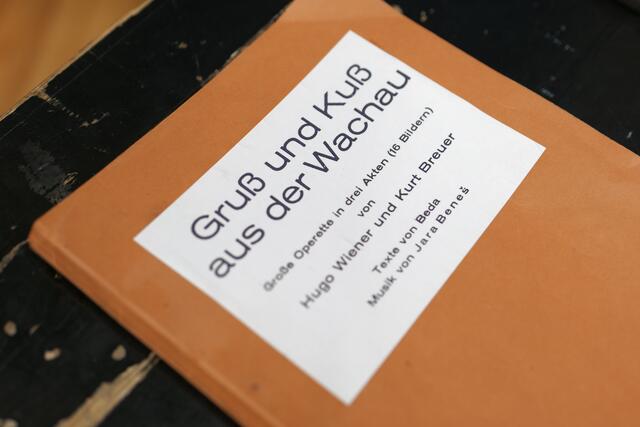 Gruß und Kuß
aus der Wachau
Große Operette in drei Akten (16 Bildern)
von
Hugo Wiener und Kurt Breuer
Texte von Beda
Musik von Jara Beneš